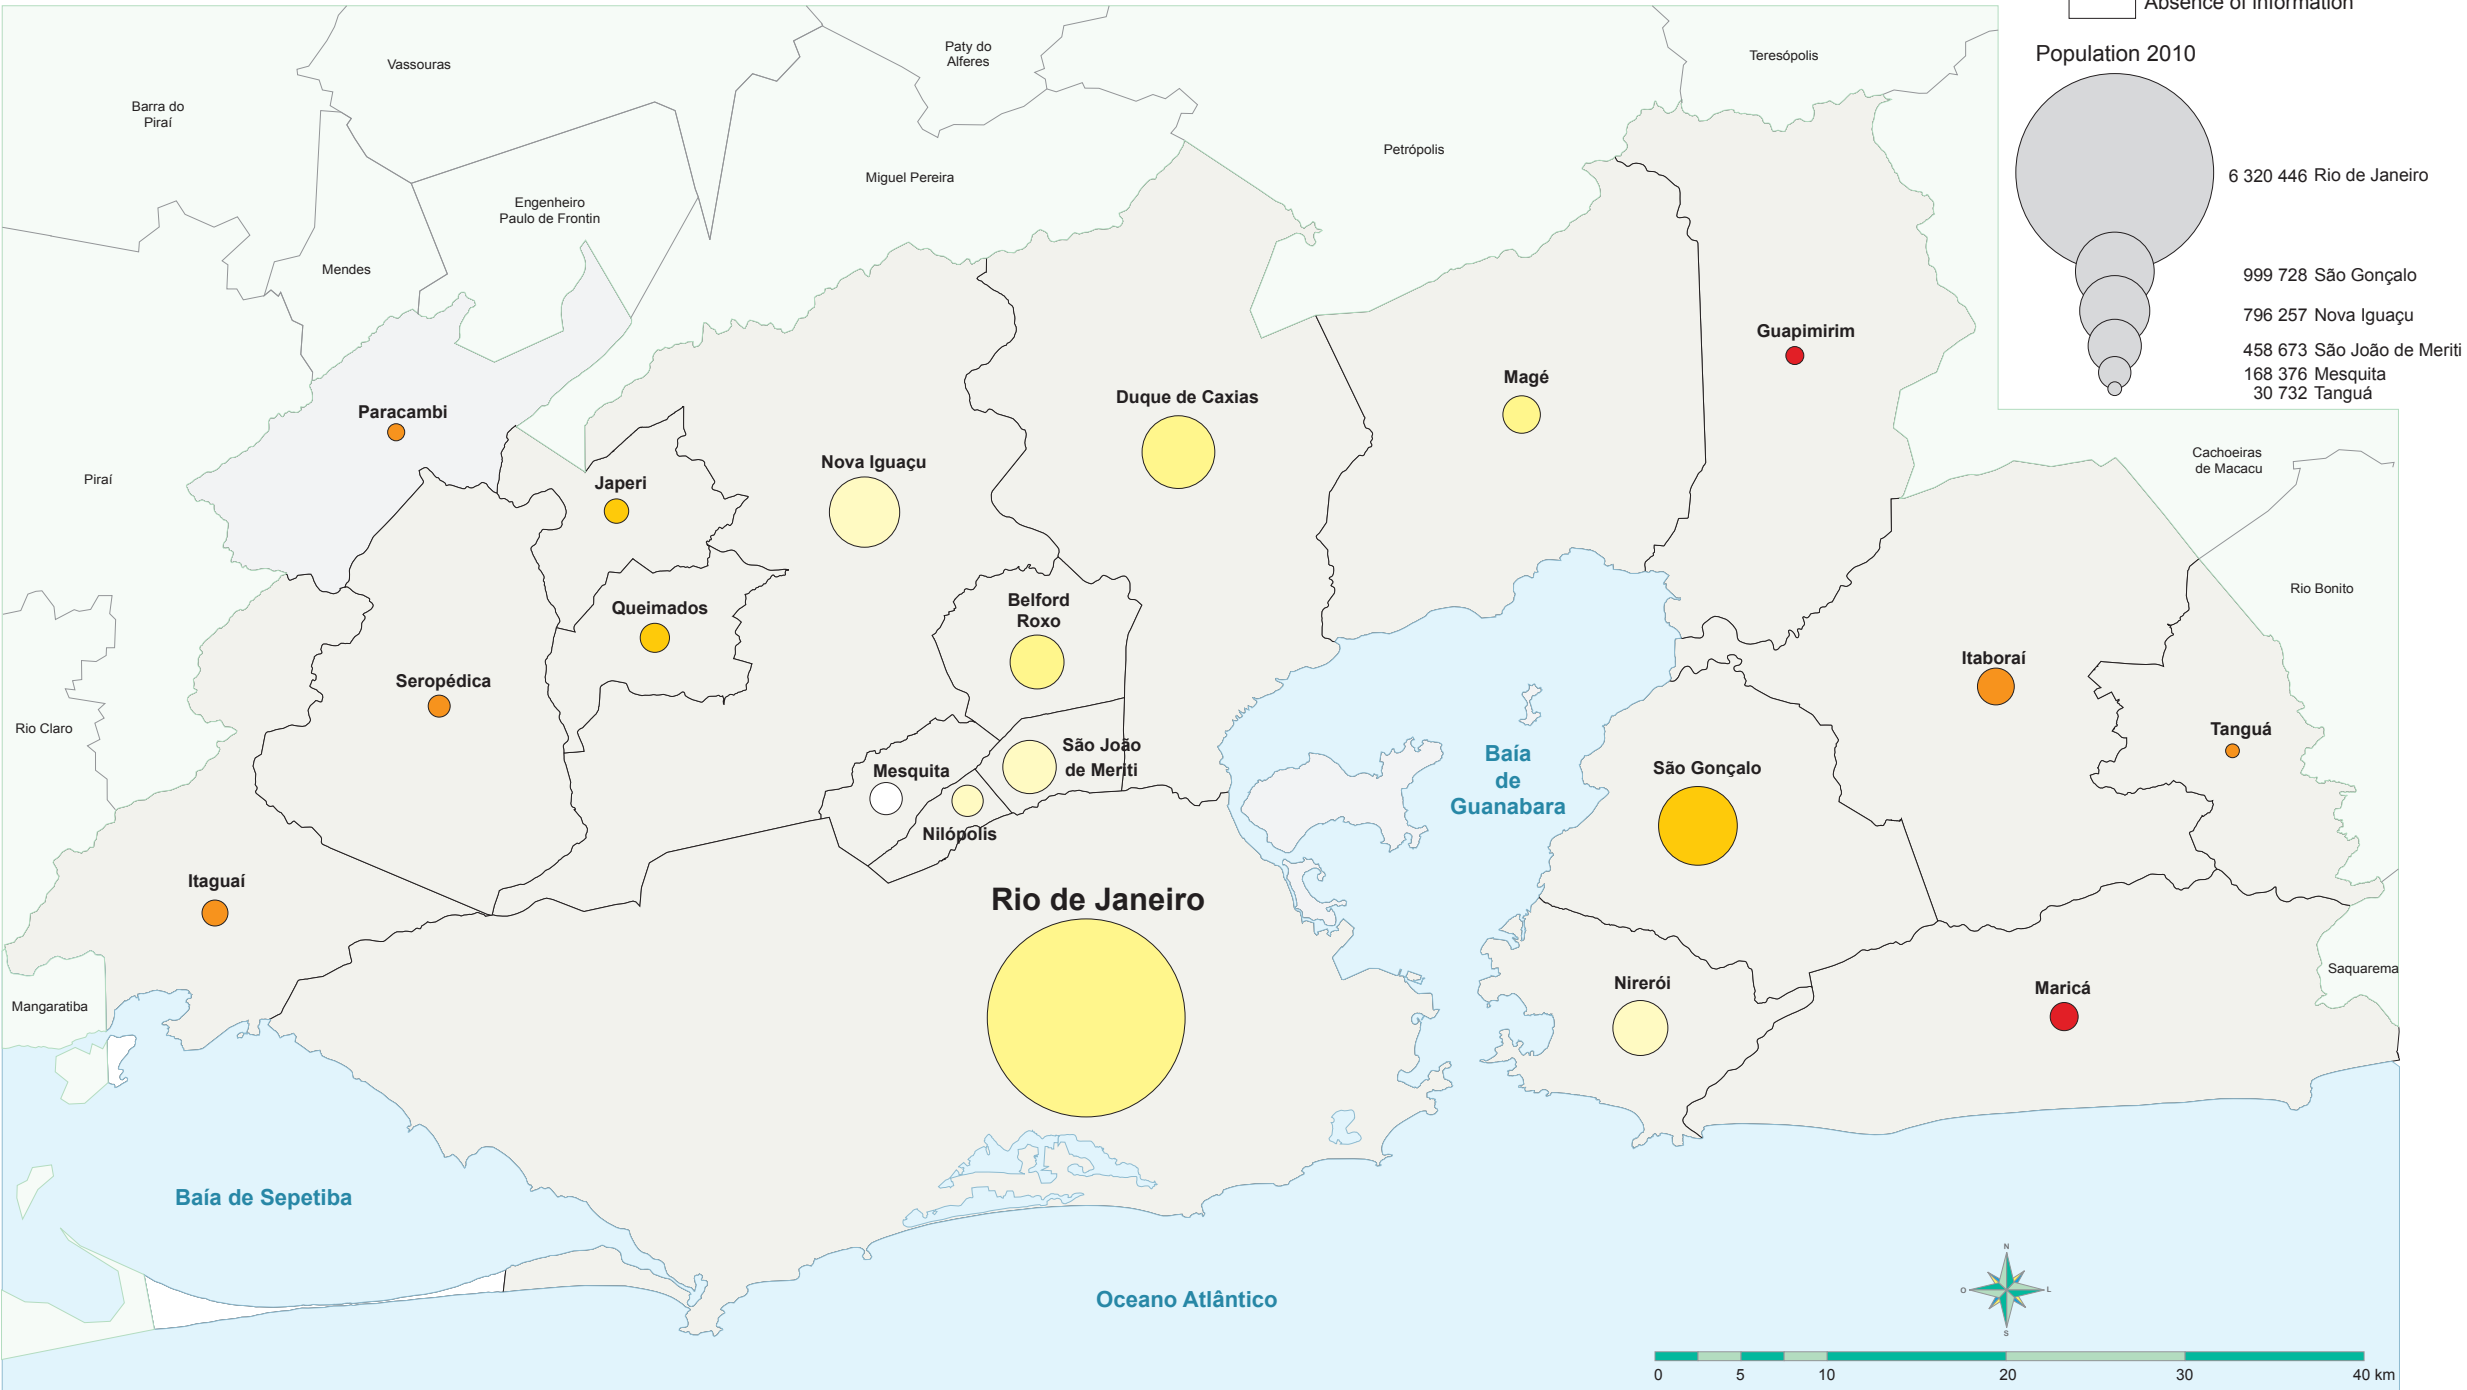 Absence of information
Population 2010
6 320 446 Rio de Janeiro
999 728 São Gonçalo
796 257 Nova Iguaçu
458 673 São João de Meriti
168 376 Mesquita
30 732 Tanguá
Vassouras
Paty do
Alferes
Teresópolis
Barra do
Piraí
Petrópolis
Miguel Pereira
Engenheiro
Paulo de Frontin
Mendes
Guapimirim
Magé
Duque de Caxias
Paracambi
Nova Iguaçu
Japeri
Piraí
Cachoeiras
de Macacu
Rio Bonito
Belford
Roxo
Queimados
Itaboraí
Seropédica
Rio Claro
Tanguá
São João
de Meriti
Baía
de
Guanabara
São Gonçalo
Mesquita
Nilópolis
Itaguaí
Rio de Janeiro
Saquarema
Nirerói
Maricá
Mangaratiba
Baía de Sepetiba
Oceano Atlântico
N
O
L
S
0 5 10 20 30 40 km